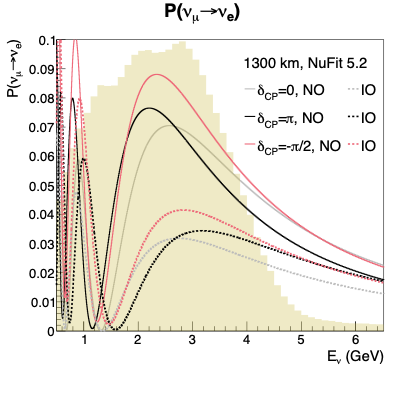 P(νμ→νe)
P(νμ→νe)
0.1
0.09
0.08
0.07
0.06
0.05
0.04
0.03
0.02
0.01
0
1300 km, NuFit 5.2
δCP=0, NO IO
δCP=π, NO IO
δCP=-π/2, NO IO
1 2 3 4 5 6
Eν (GeV)